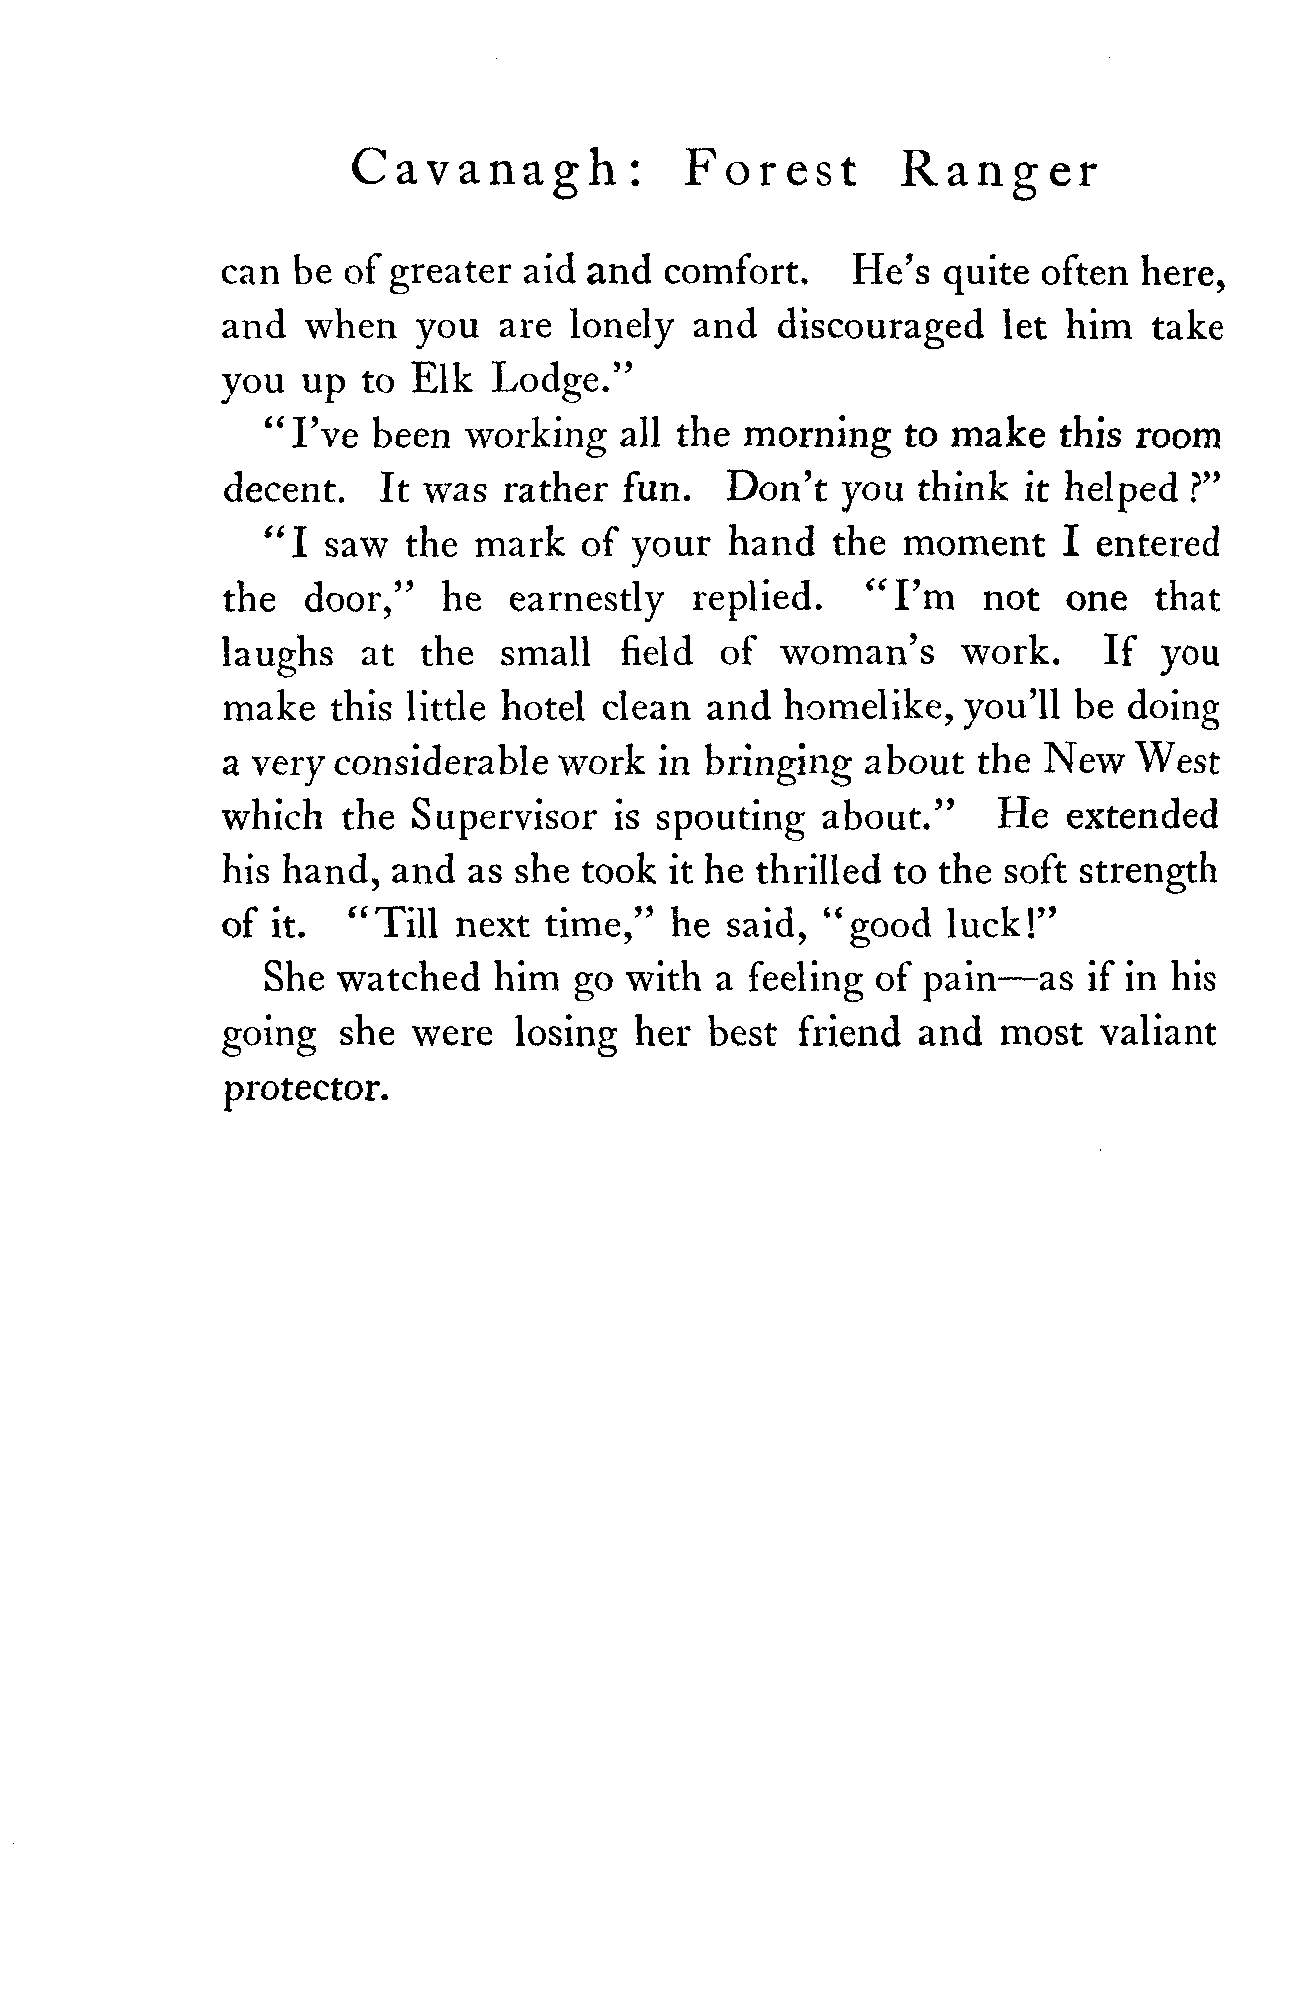 Cavanagh: Forest Ranger
can be of greater aid and comfort. He's quite often here,
and when you are lonely and discouraged let him take
you up to Elk Lodge."
"I've been working all the morning to make this room
decent. It was rather fun. Don't you think it helped?"
"I saw the mark of your hand the moment I entered
the door," he earnestly replied. "I'm not one that
laughs at the small field of woman's work. If you
make this little hotel clean and homelike, you'll be doing
a very considerable work in bringing about the New West
which the Supervisor is spouting about." He extended
his hand, and as she took it he thrilled to the soft strength
of it. "Till next time," he said, "good luck!"
She watched him go with a feeling of pain—as if in his
going she were losing her best friend and most valiant
protector.